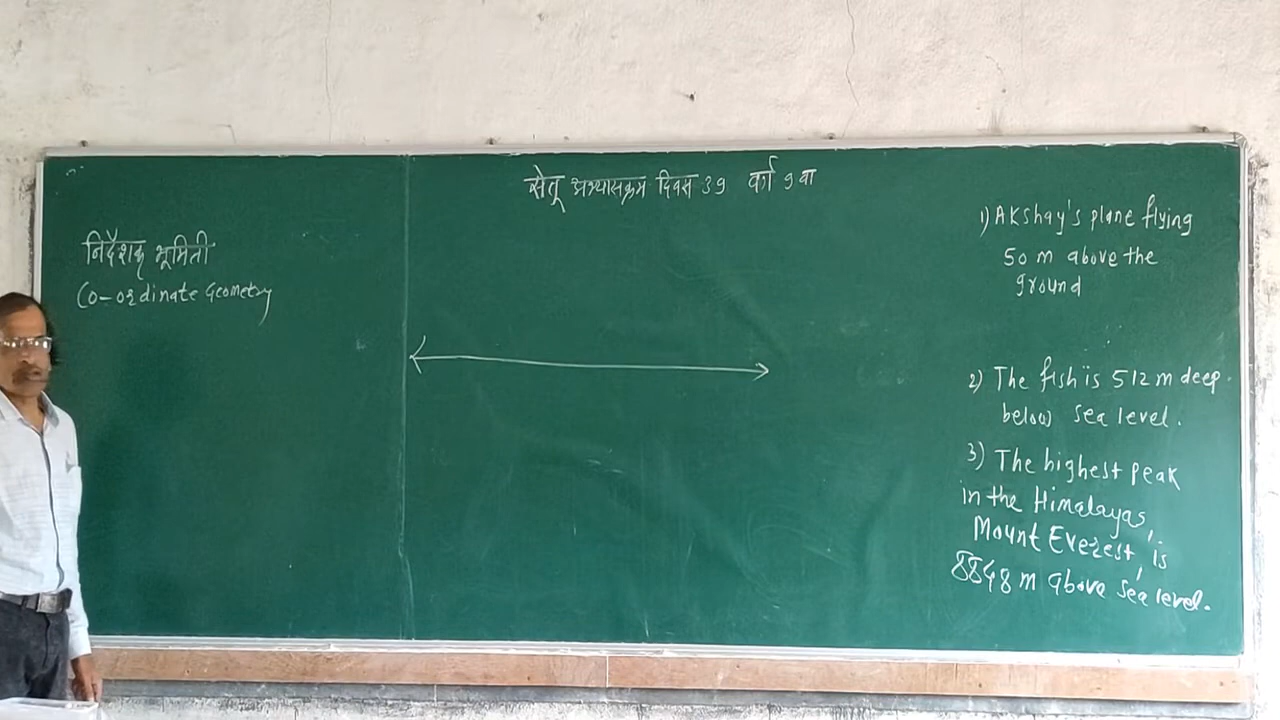 सेतू अभ्यासक्रम दिवस 39 वर्ग 9 वा
निर्देशक भूमिती
Co-ordinate Geometry
1) Akshay's plane flying
50 m above the
ground
2) The fish is 512 m deep.
below sea level.
3) The highest peak
in the Himalayas,
Mount Everest, is
8848 m above sea level.